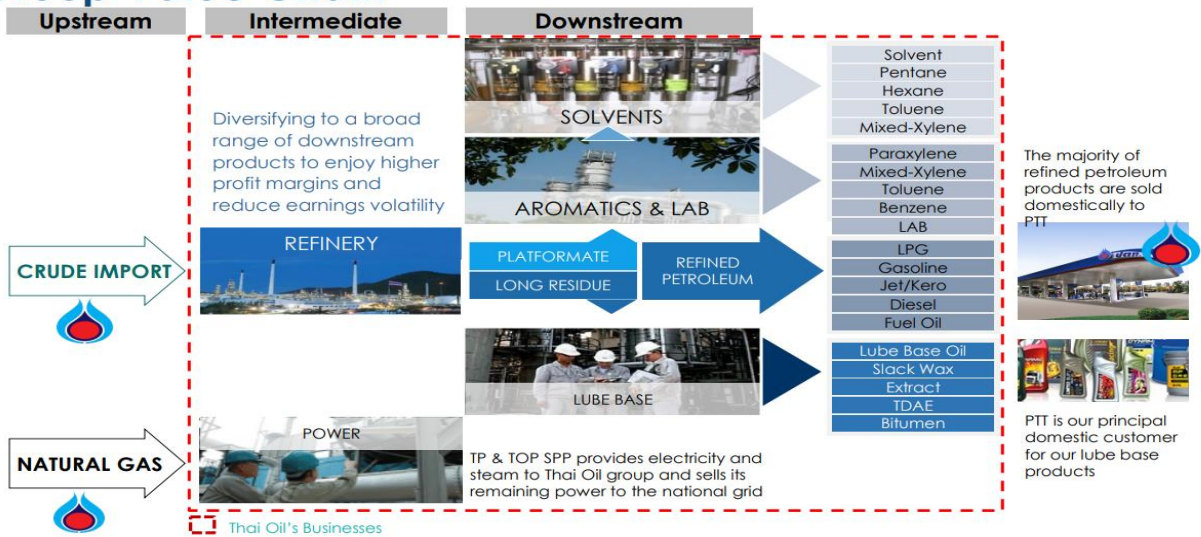 Upstream
Intermediate
Downstream
Diversifying to a broad
range of downstream
products to enjoy higher
profit margins and
reduce earnings volatility
SOLVENTS
Solvent
Pentane
Hexane
Toluene
Mixed-Xylene
AROMATICS & LAB
Paraxylene
Mixed-Xylene
Toluene
Benzene
LAB
The majority of
refined petroleum
products are sold
domestically to
PTT
CRUDE IMPORT
REFINERY
PLATFORMATE
LONG RESIDUE
REFINED
PETROLEUM
LPG
Gasoline
Jet/Kero
Diesel
Fuel Oil
LUBE BASE
Lube Base Oil
Slack Wax
Extract
TDAE
Bitumen
PTT is our principal
domestic customer
for our lube base
products
NATURAL GAS
POWER
TP & TOP SPP provides electricity and
steam to Thai Oil group and sells its
remaining power to the national grid
Thai Oil's Businesses